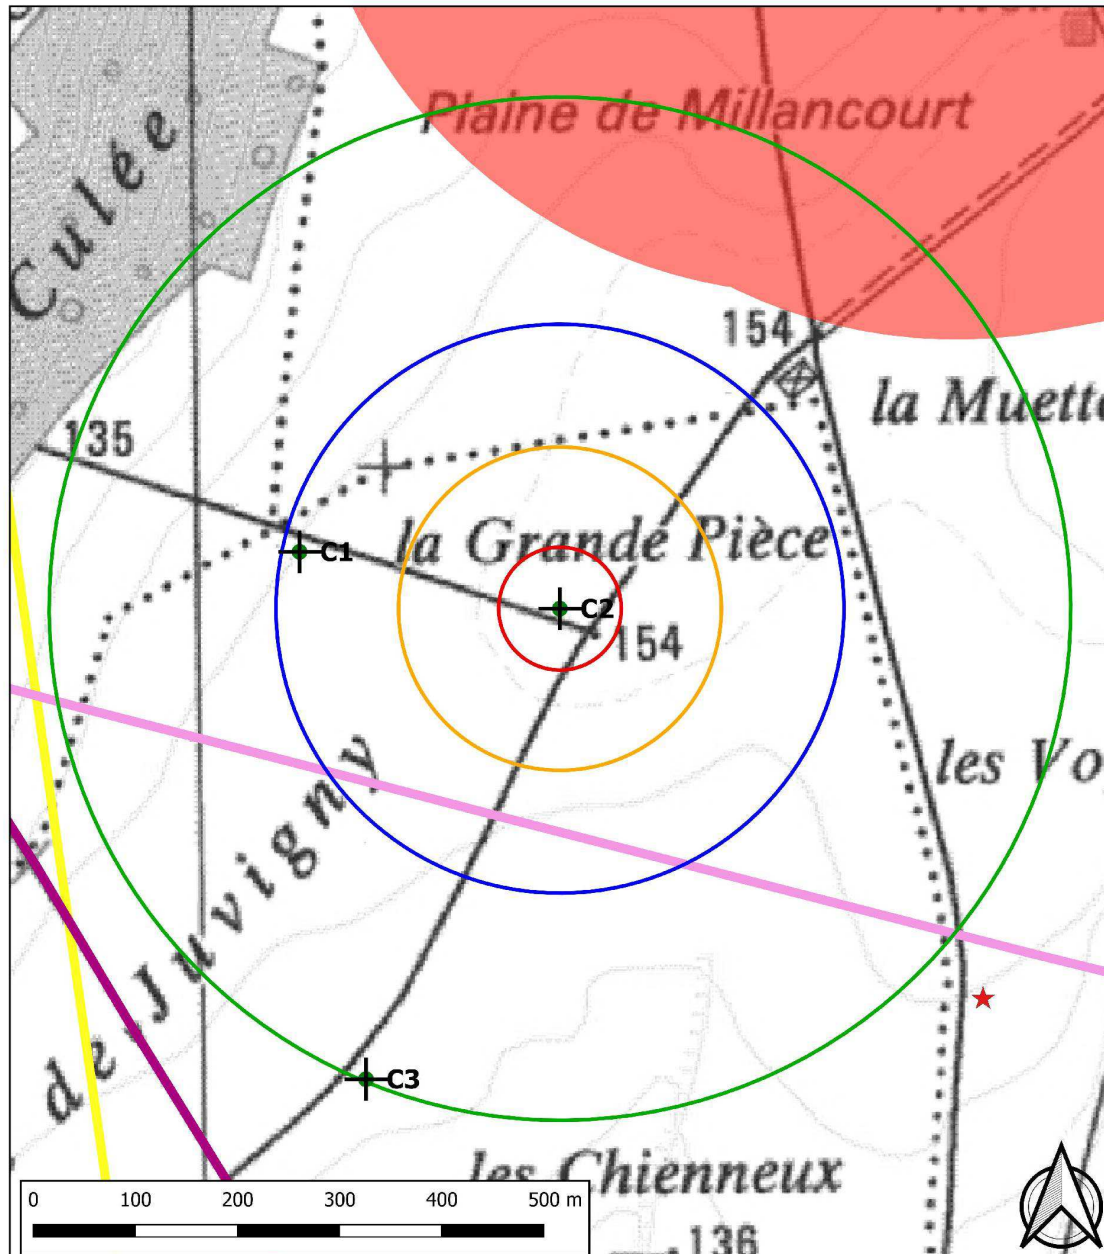 Plaine de Millancourt
Culée
154
la Muette
135
C1
la Grande Pièce
C2
154
les Vo
de Juvigny
C3
les Chienneux
0 100 200 300 400 500 m
136